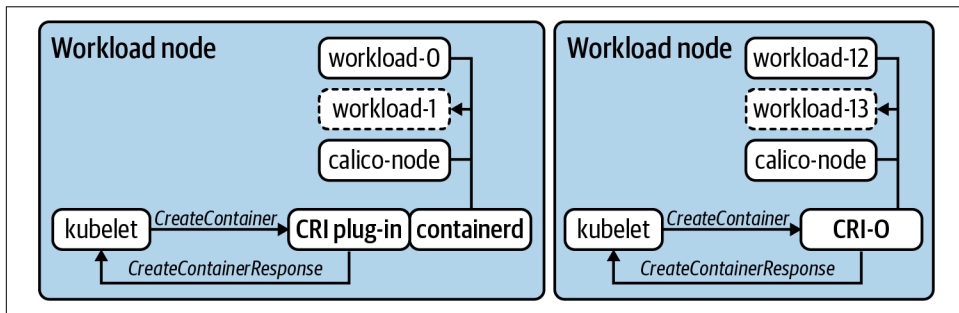 Workload node
workload-0
workload-1
calico-node
kubelet
CreateContainer
CRI plug-in
containerd
CreateContainerResponse
Workload node
workload-12
workload-13
calico-node
kubelet
CreateContainer
CRI-O
CreateContainerResponse